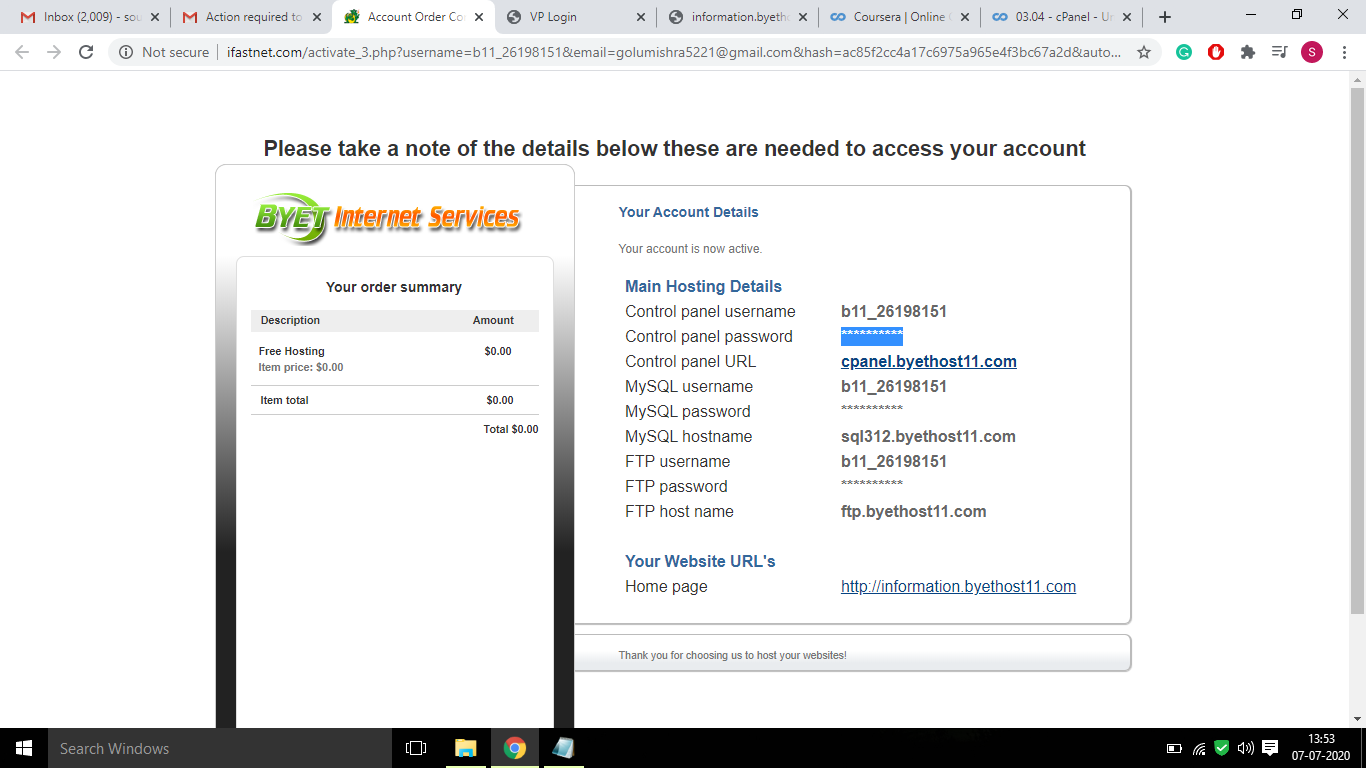 Inbox (2,009) - sou
Action required to
Account Order Co
VP Login
information.byeth
Coursera | Online
03.04 - cPanel - Ur
Not secure
ifastnet.com/activate_3.php?username=b11_26198151&email=golumishra5221@gmail.com&hash=ac85f2cc4a17c6975a965e4f3bc67a2d&auto...
S
Please take a note of the details below these are needed to access your account
BYET Internet Services
Your order summary
Description Amount
Free Hosting $0.00
Item price: $0.00
Item total $0.00
Total $0.00
Your Account Details
Your account is now active.
Main Hosting Details
Control panel username b11_26198151
Control panel password **********
Control panel URL cpanel.byethost11.com
MySQL username b11_26198151
MySQL password **********
MySQL hostname sql312.byethost11.com
FTP username b11_26198151
FTP password **********
FTP host name ftp.byethost11.com
Your Website URL's
Home page http://information.byethost11.com
Thank you for choosing us to host your websites!
Search Windows
13:53
07-07-2020